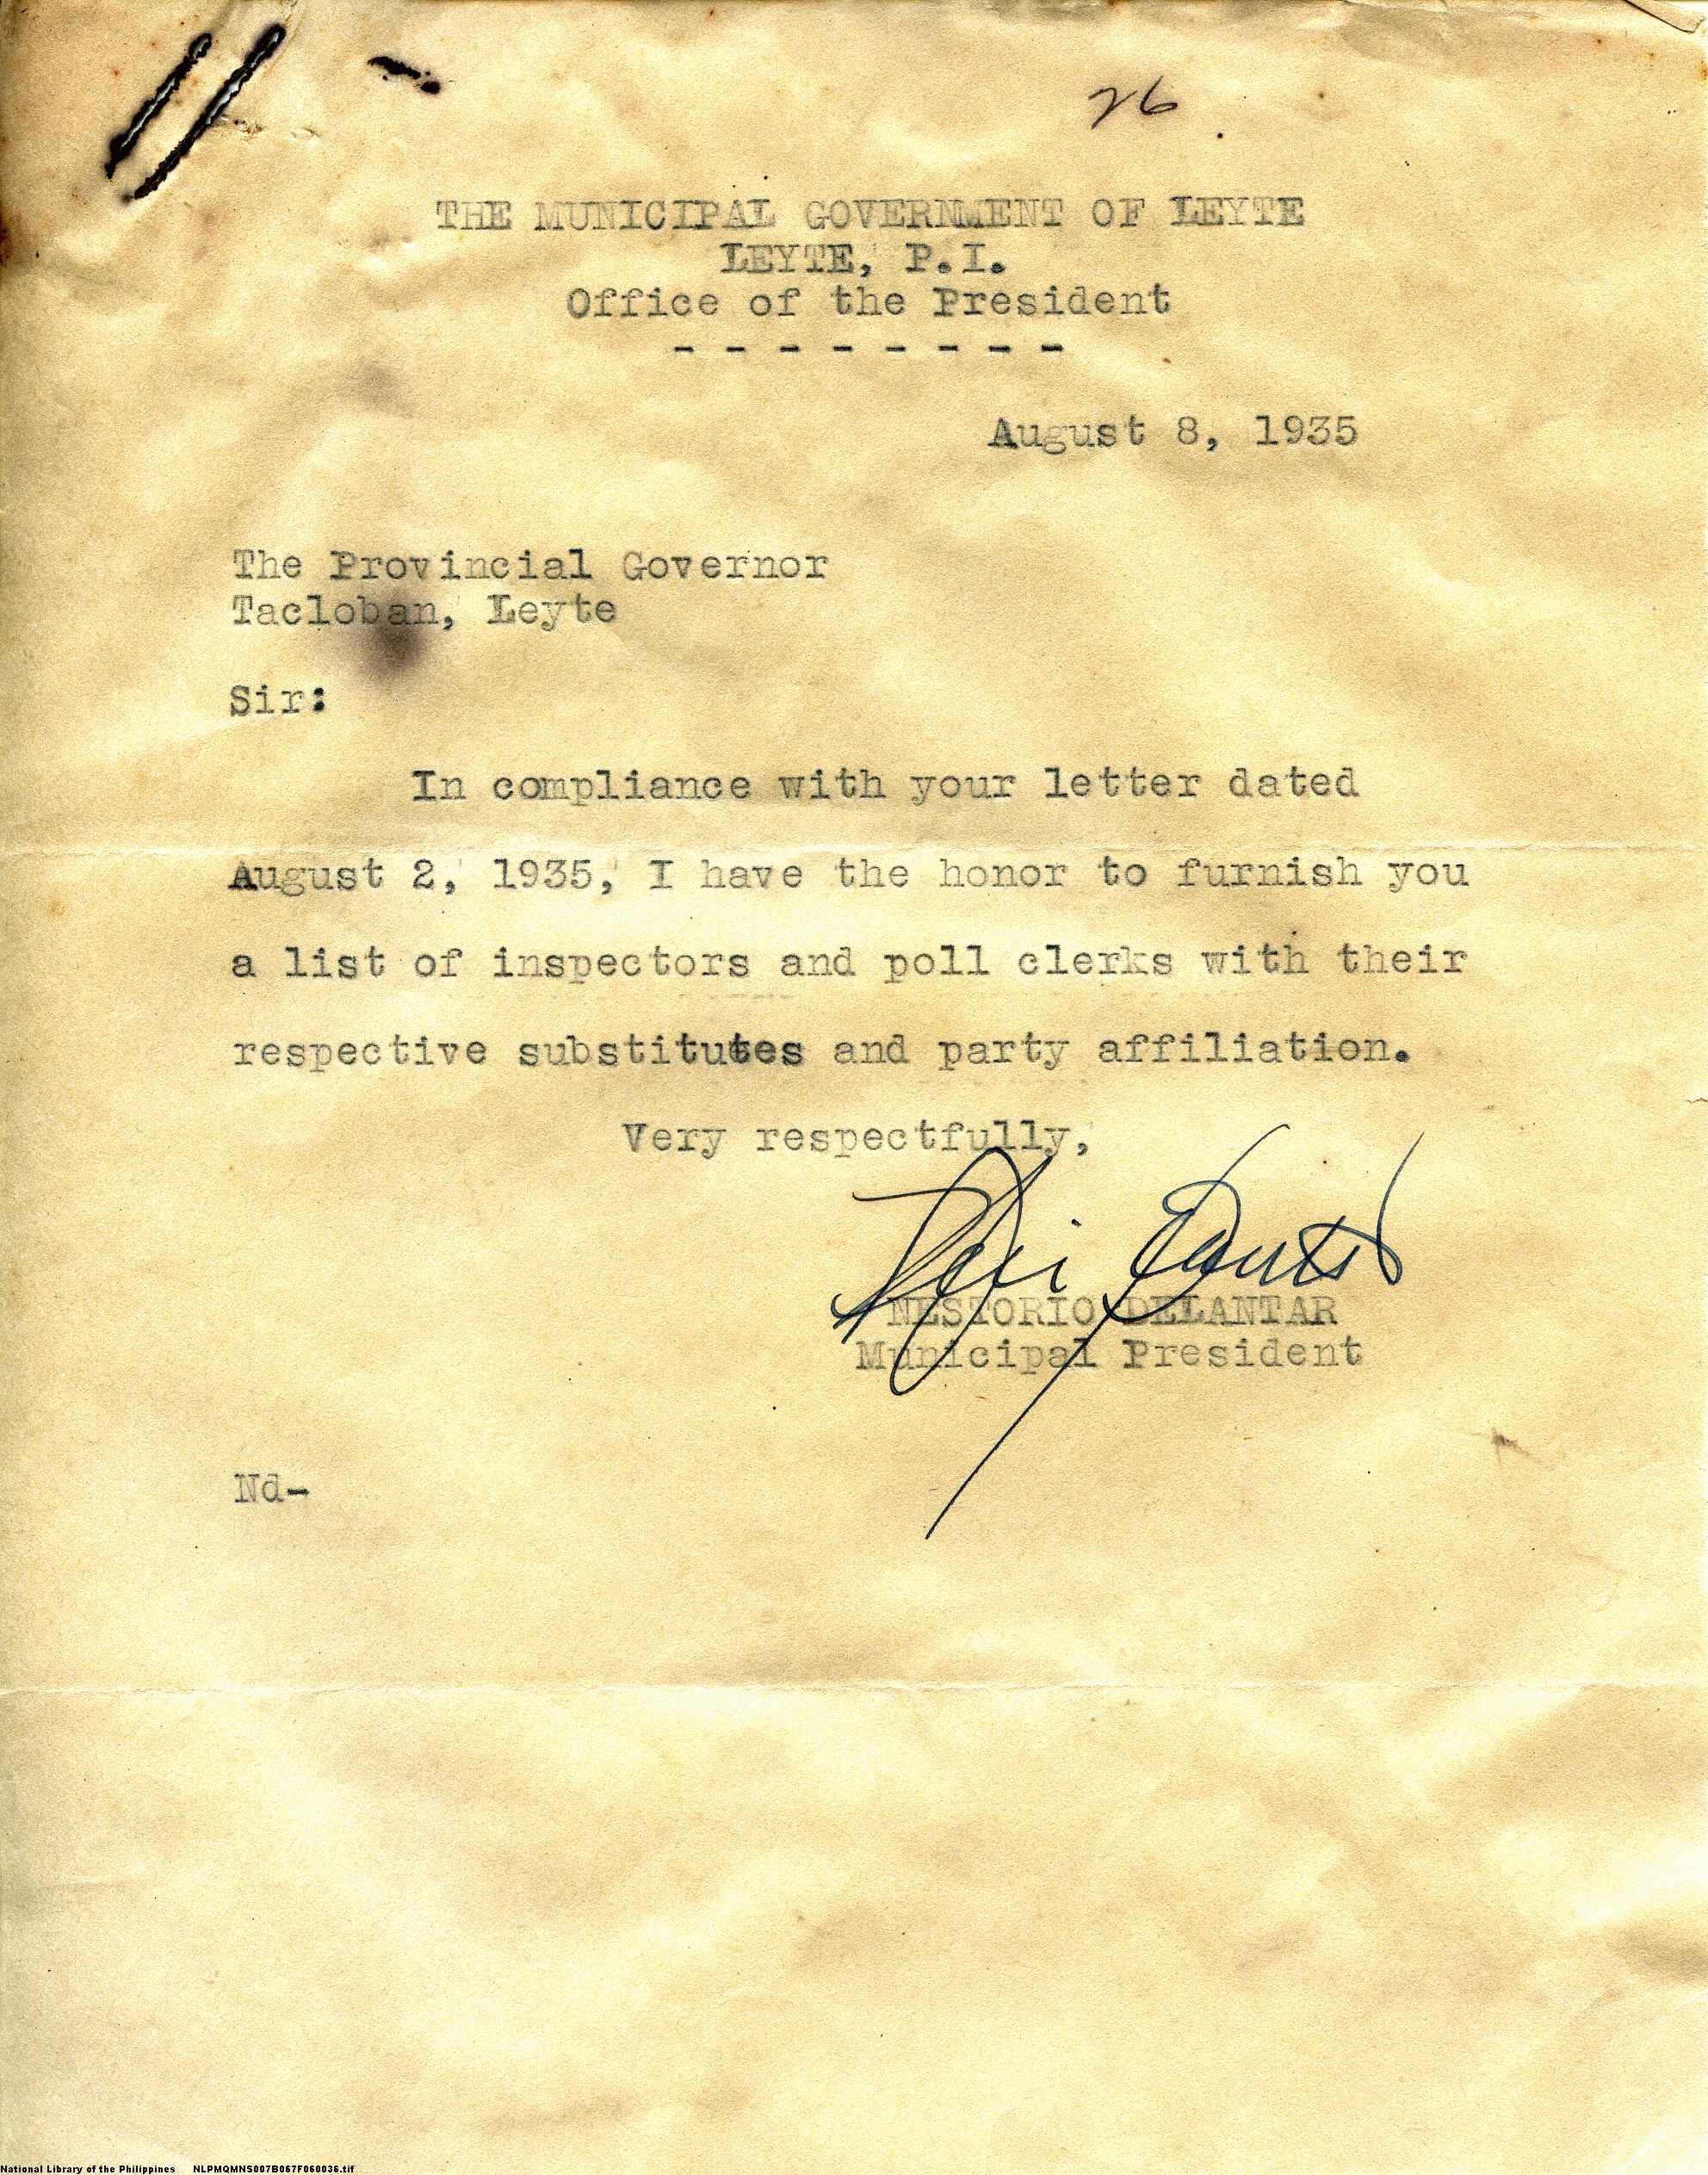 26
THE MUNICIPAL GOVERNMENT OF LEYTE
LEYTE, P.I.
Office of the President
- - - - - - - -
August 8, 1935
The Provincial Governor
Tacloban, Leyte
Sir:
In compliance with your letter dated
August 2, 1935, I have the honor to furnish you
a list of inspectors and poll clerks with their
respective substitutes and party affiliation.
Very respectfully,
NESTORIO DELANTAR
Municipal President
Nd-
National Library of the Philippines NLPMQMNS007B067F060036.tif